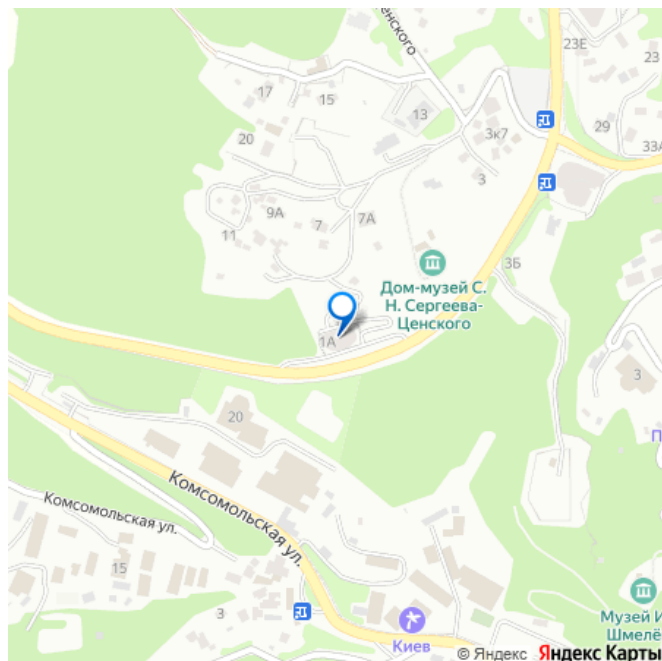 енского
23Е
23
17
15
13
29
20
3к7
33А
3
9А
7А
7
11
3Б
Дом-музей С.
Н. Сергеева-
Ценского
1А
3
20
П
Комсомольская ул.
Комсомольская ул.
15
3
Киев
Музей И
Шмелё
© Яндекс Яндекс Карты